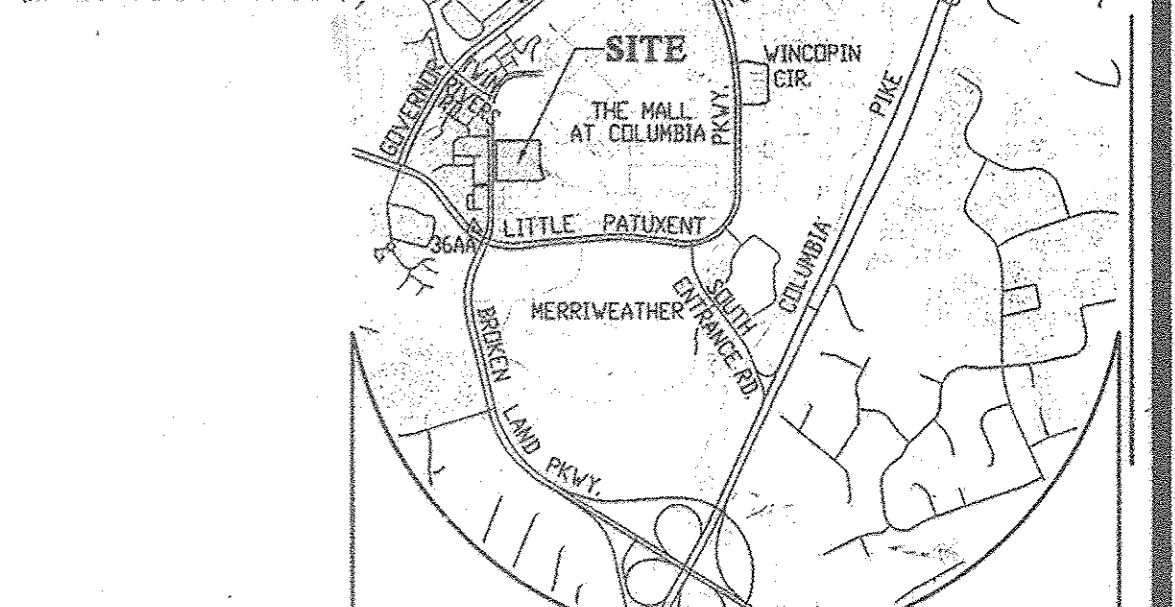 SITE
WINCOPIN
CIR.
PIKE
TWIN
RIVERS
RD.
GOVERNOR
THE MALL
AT COLUMBIA
PKWY.
LITTLE PATUXENT
36AA
COLUMBIA
MERRIWEATHER
SOUTH
ENTRANCE RD.
BROKEN
LAND PKWY.